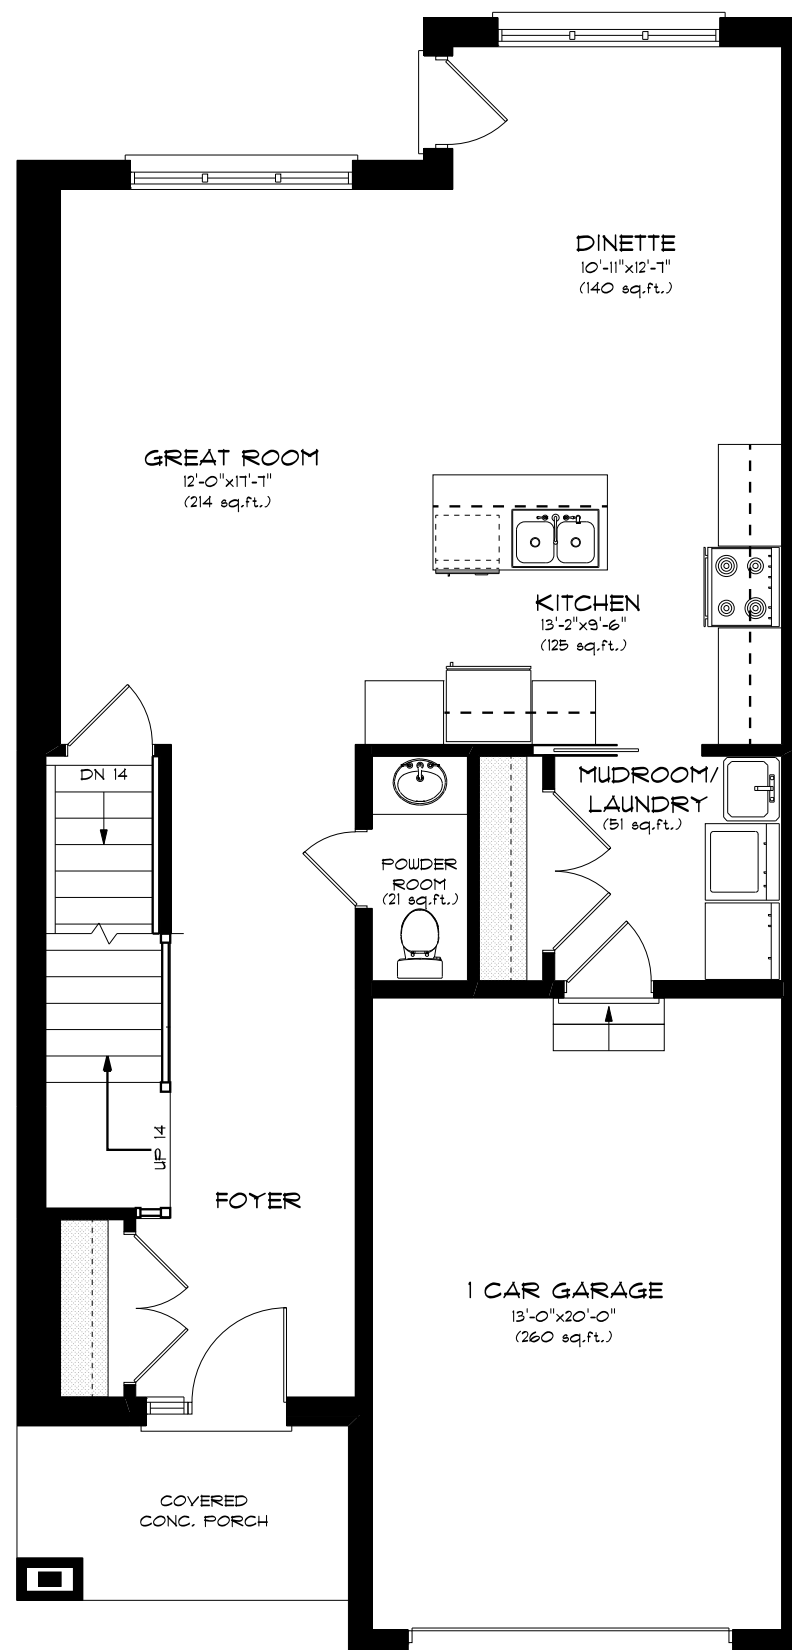 DINETTE
10'-11"x12'-7"
(140 sq.ft.)
GREAT ROOM
12'-0"x17'-7"
(214 sq.ft.)
KITCHEN
13'-2"x9'-6"
(125 sq.ft.)
DN 14
MUDROOM/
LAUNDRY
(51 sq.ft.)
POWDER
ROOM
(21 sq.ft.)
UP 14
FOYER
1 CAR GARAGE
13'-0"x20'-0"
(260 sq.ft.)
COVERED
CONC. PORCH